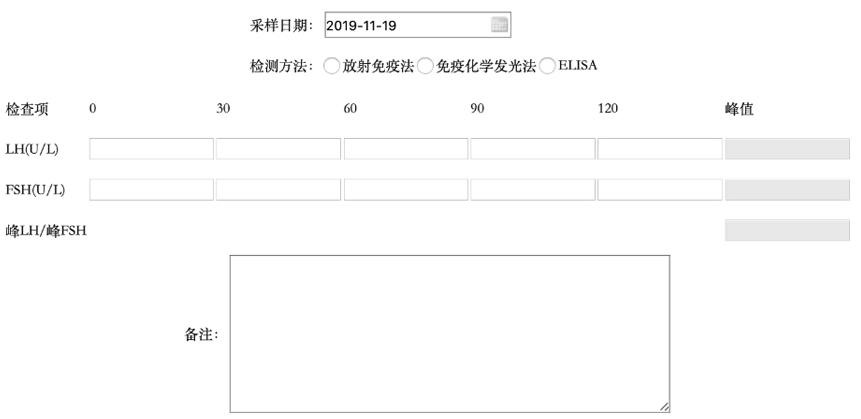 采样日期： 2019-11-19
检测方法： 放射免疫法 免疫化学发光法 ELISA
检查项 0 30 60 90 120 峰值
LH(U/L)
FSH(U/L)
峰LH/峰FSH
备注：